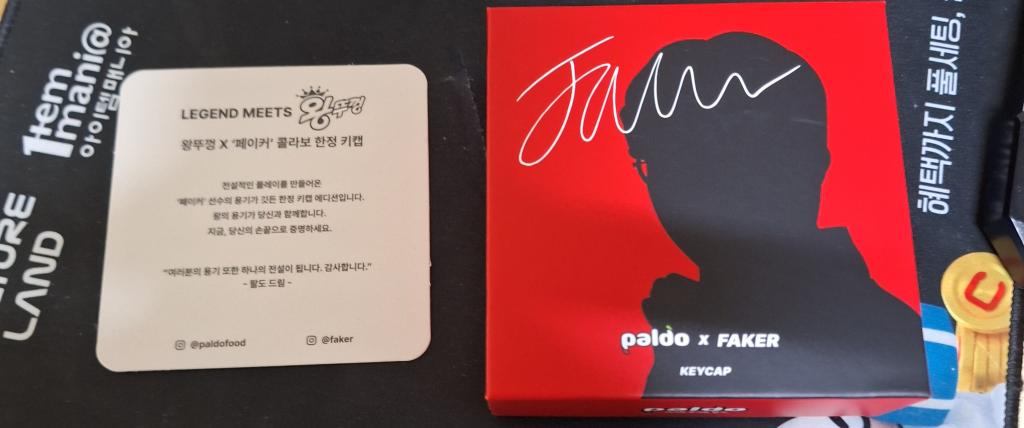 Item
Imani@
아이템매니아
LAND
LEGEND MEETS 왕뚜껑
왕뚜껑 X '페이커' 콜라보 한정 키캡
전설적인 플레이를 만들어온
'페이커' 선수의 용기가 깃든 한정 키캡 에디션입니다.
왕의 용기가 당신과 함께합니다.
지금, 당신의 손끝으로 증명하세요.
"여러분의 용기 또한 하나의 전설이 됩니다. 감사합니다."
- 팔도 드림 -
@paldofood
@faker
Faker
paldo x FAKER
KEYCAP
paldo
혜택까지 풀세팅,
C